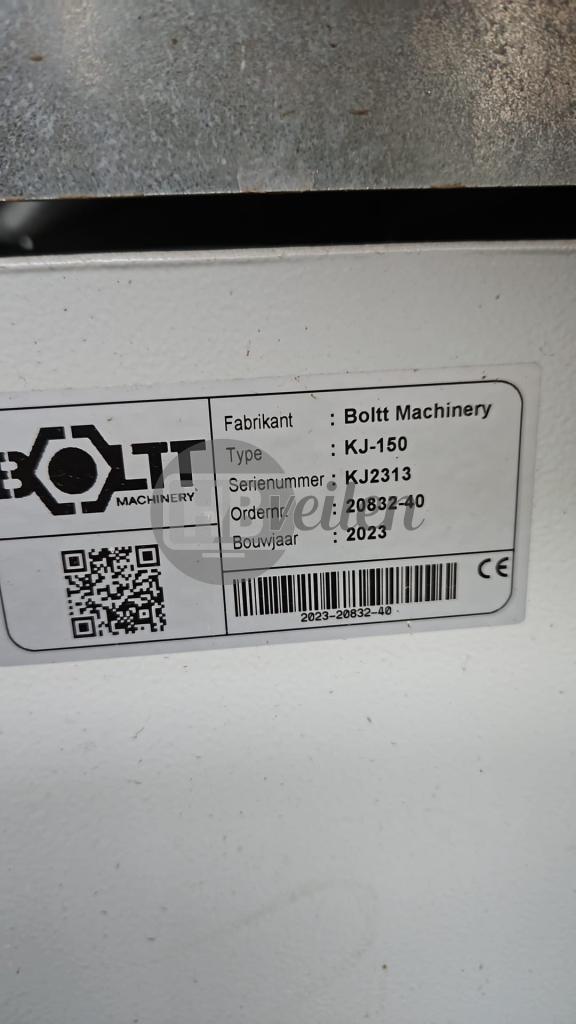 BOLTT
MACHINERY
Fabrikant : Boltt Machinery
Type : KJ-150
Serienummer : KJ2313
Ordernr. : 20832-40
Bouwjaar : 2023
CE
2023-20832-40
veilen